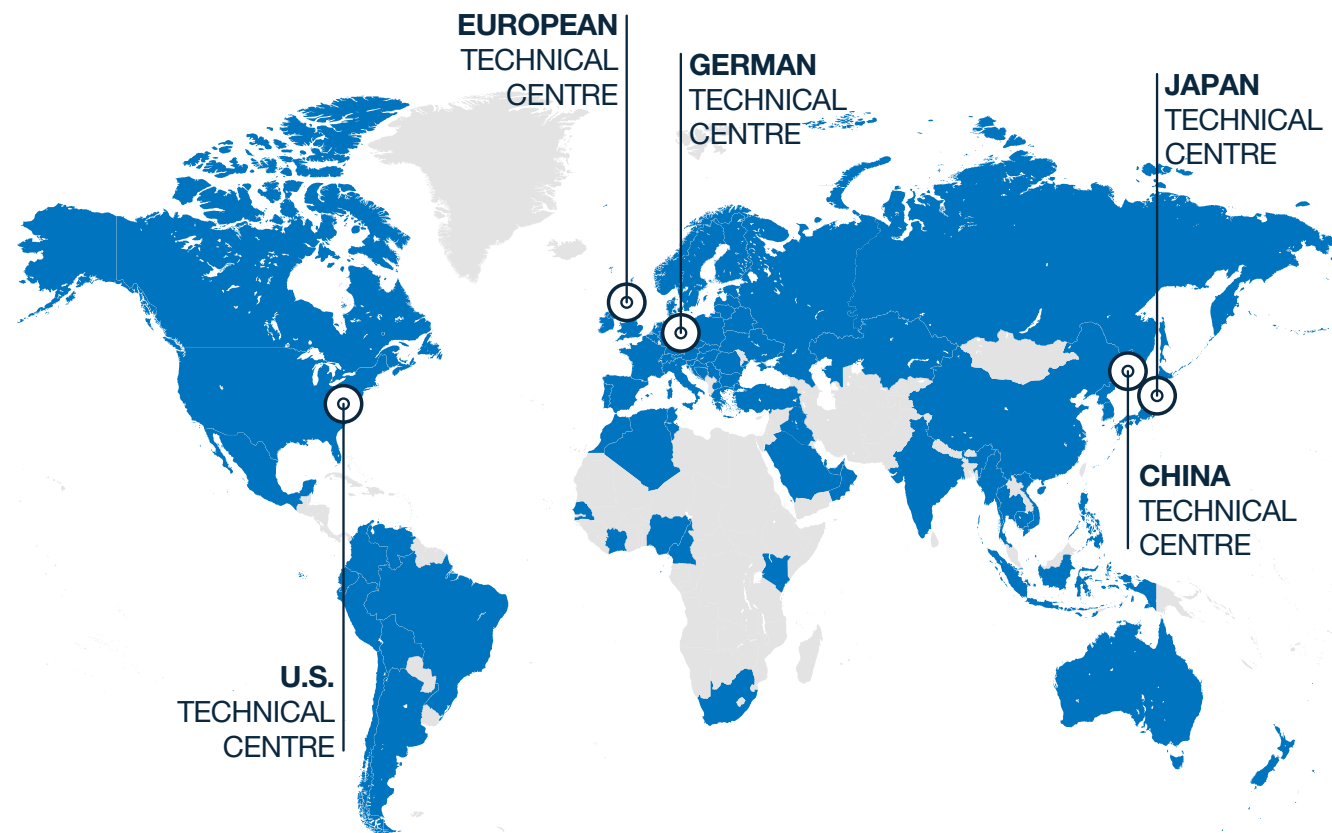 EUROPEAN
TECHNICAL
CENTRE
GERMAN
TECHNICAL
CENTRE
JAPAN
TECHNICAL
CENTRE
CHINA
TECHNICAL
CENTRE
U.S.
TECHNICAL
CENTRE